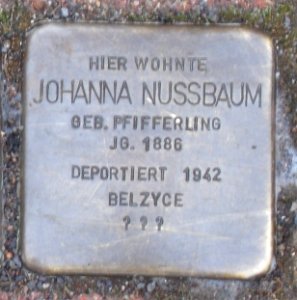 HIER WOHNTE
JOHANNA NUSSBAUM
GEB. PFIFFERLING
JG. 1886
DEPORTIERT 1942
BELZYCE
? ? ?